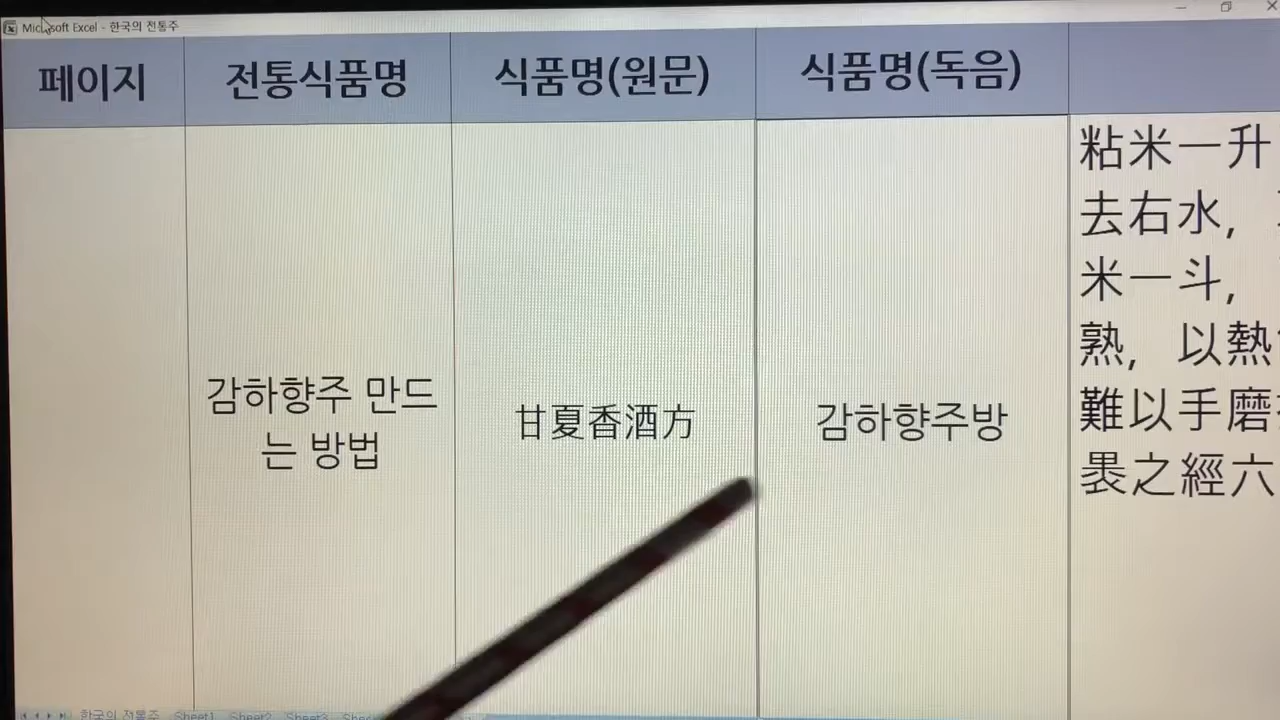 Microsoft Excel - 한국의 전통주
페이지
전통식품명
식품명(원문)
식품명(독음)
감하향주 만드
는 방법
甘夏香酒方
감하향주방
粘米一升
去右水,
米一斗,
熟, 以熱
難以手磨
褁之經六
한국의 전통주 Sheet1 Sheet2 Sheet3